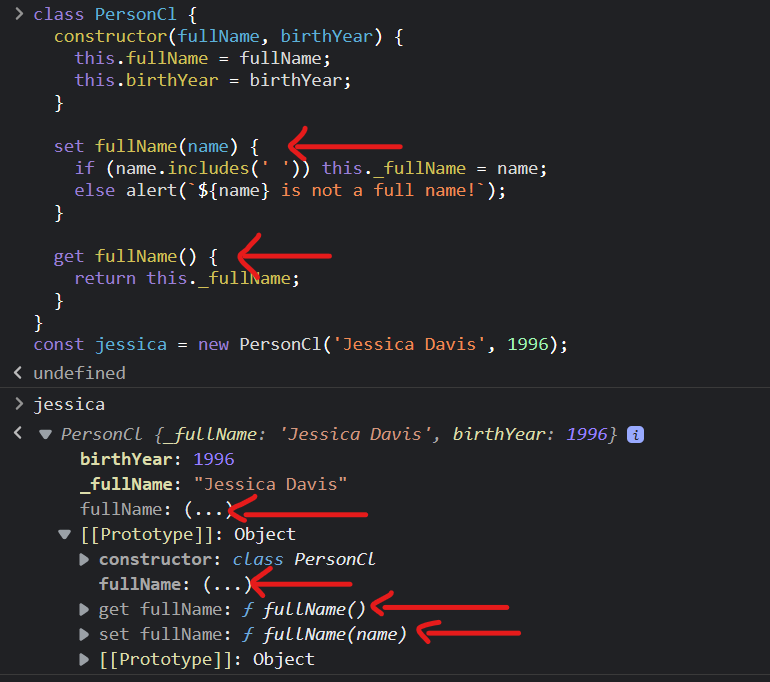 > class PersonCl {
constructor(fullName, birthYear) {
this.fullName = fullName;
this.birthYear = birthYear;
}
set fullName(name) {
if (name.includes(' ')) this._fullName = name;
else alert(`${name} is not a full name!`);
}
get fullName() {
return this._fullName;
}
}
const jessica = new PersonCl('Jessica Davis', 1996);
< undefined
> jessica
< ▼ PersonCl {_fullName: 'Jessica Davis', birthYear: 1996} i
birthYear: 1996
_fullName: "Jessica Davis"
fullName: (...)
▼ [[Prototype]]: Object
▶ constructor: class PersonCl
fullName: (...)
▶ get fullName: ƒ fullName()
▶ set fullName: ƒ fullName(name)
▶ [[Prototype]]: Object